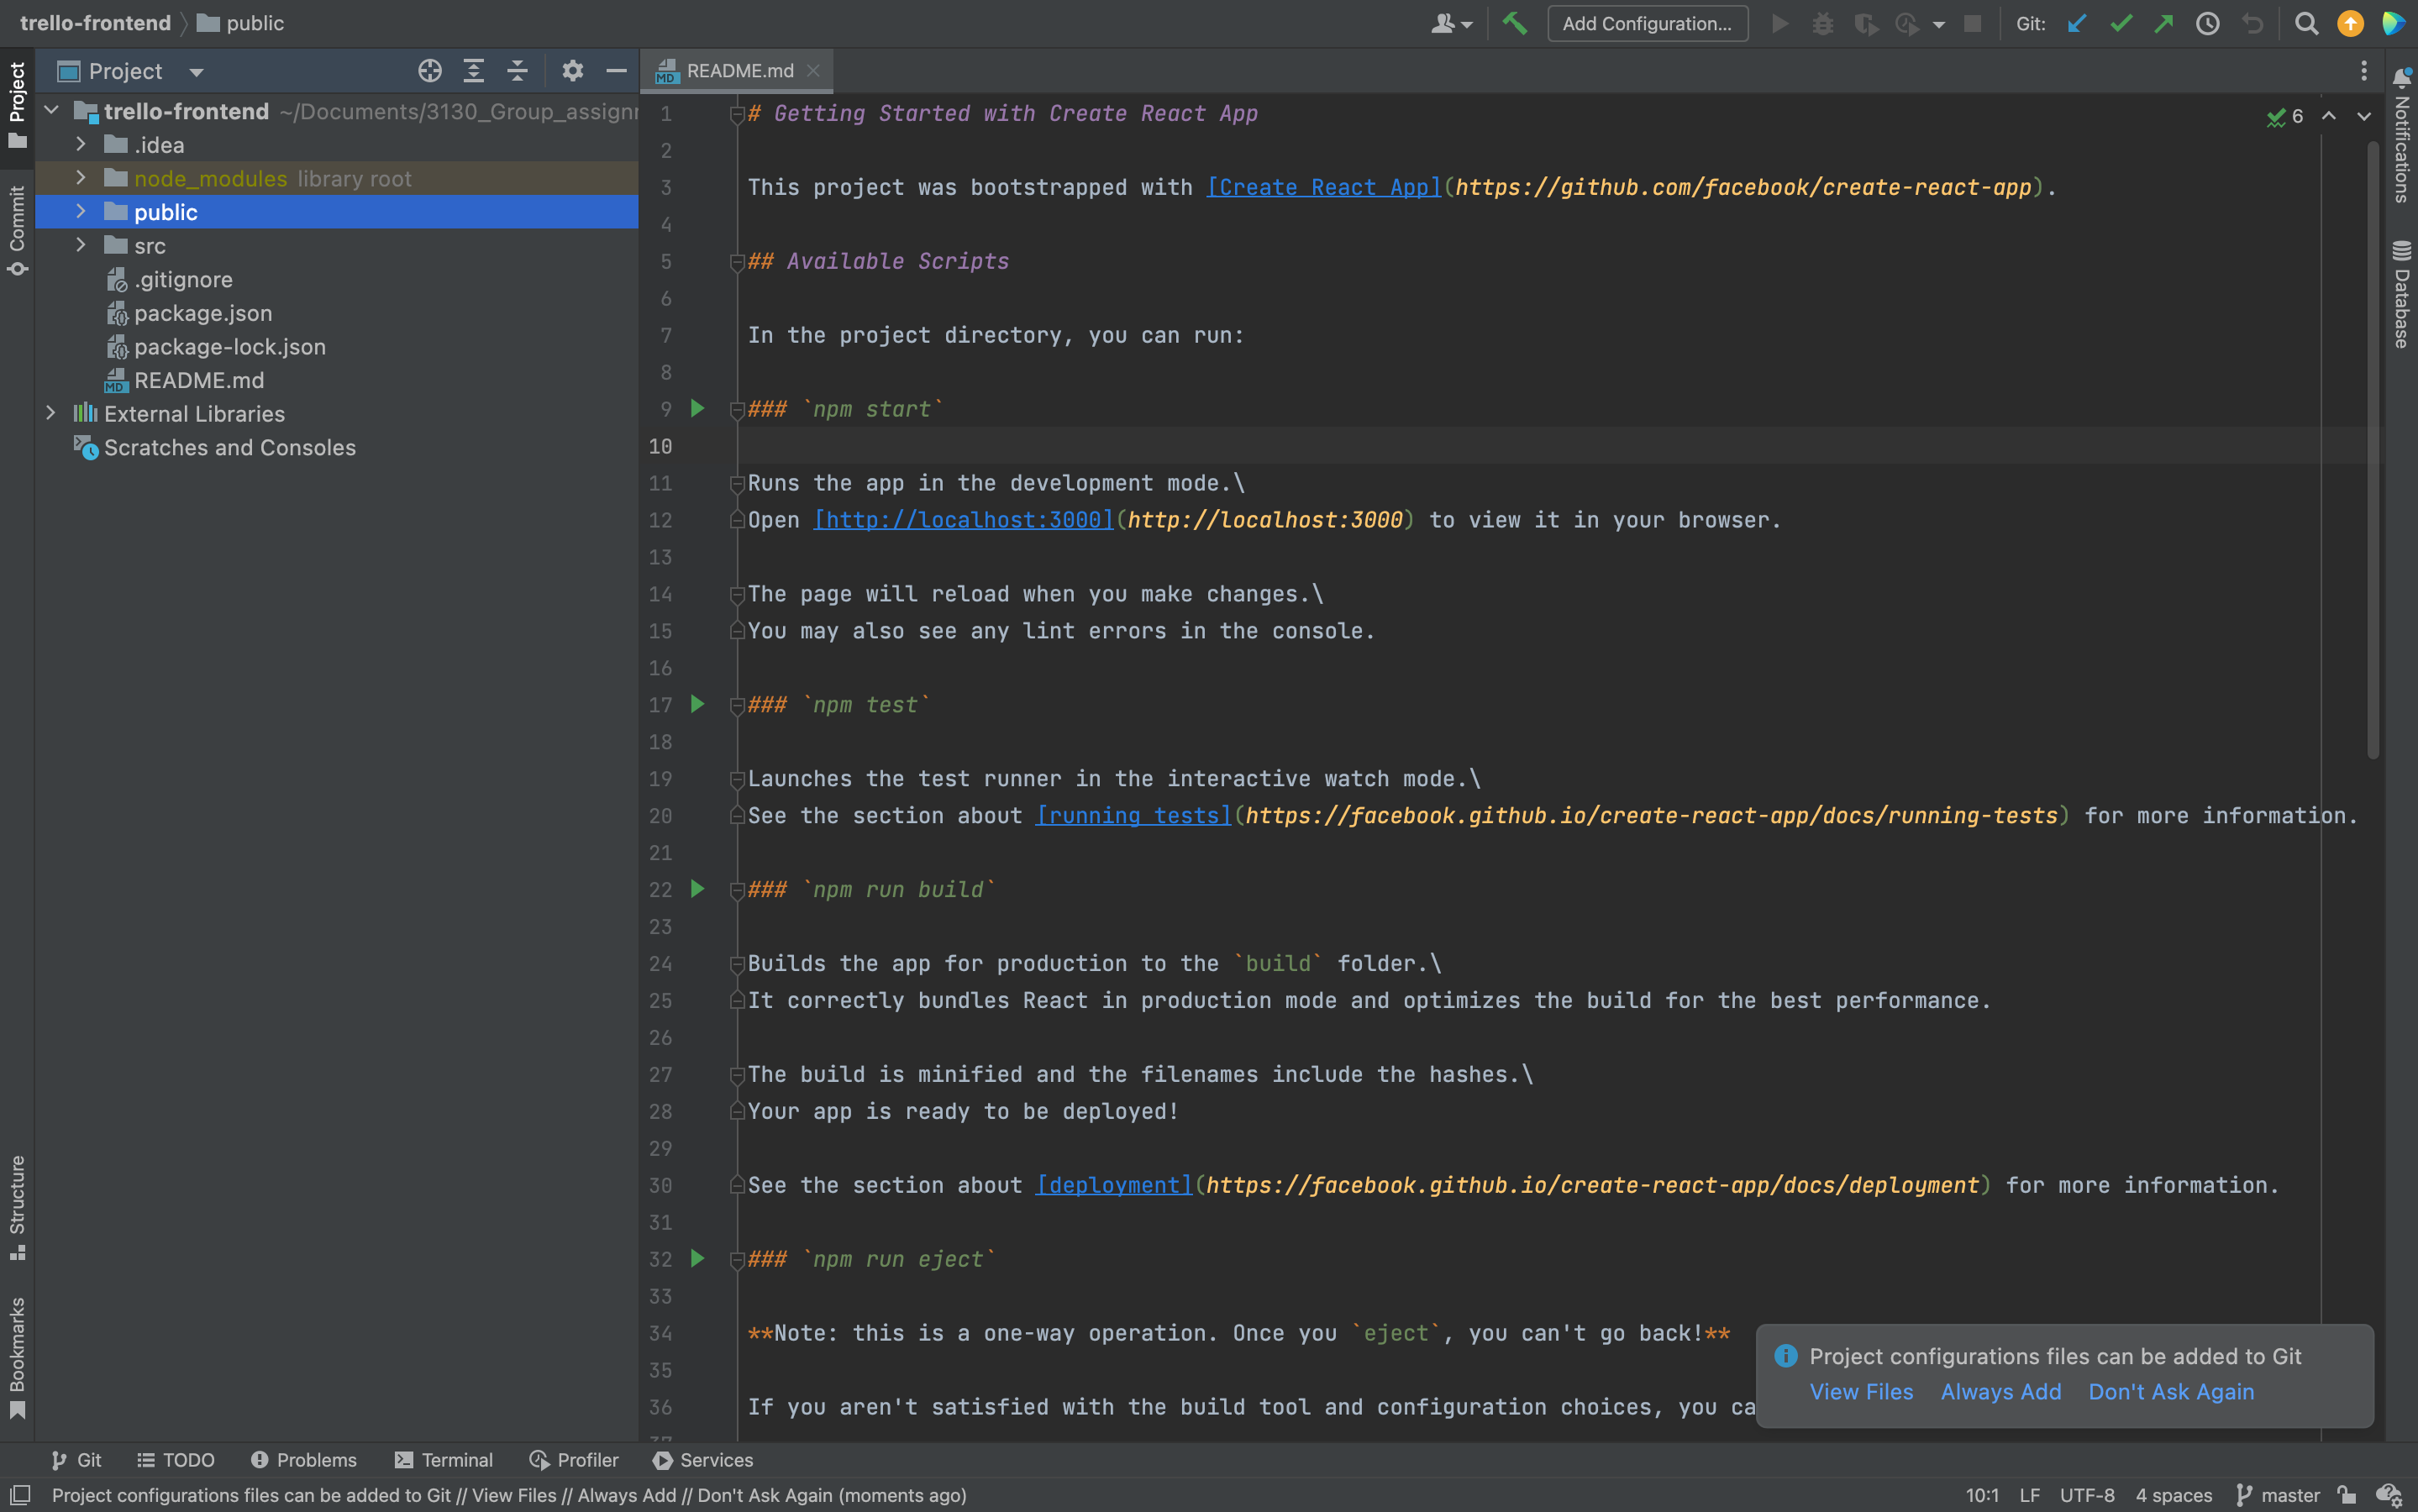 trello-frontend public
Add Configuration...
Git:
Project
Project
Commit
Structure
Bookmarks
trello-frontend ~/Documents/3130_Group_assignr
.idea
node_modules library root
public
src
.gitignore
package.json
package-lock.json
README.md
External Libraries
Scratches and Consoles
README.md
6
1 # Getting Started with Create React App
2
3 This project was bootstrapped with [Create React App](https://github.com/facebook/create-react-app).
4
5 ## Available Scripts
6
7 In the project directory, you can run:
8
9 ### `npm start`
10
11 Runs the app in the development mode.\
12 Open [http://localhost:3000](http://localhost:3000) to view it in your browser.
13
14 The page will reload when you make changes.\
15 You may also see any lint errors in the console.
16
17 ### `npm test`
18
19 Launches the test runner in the interactive watch mode.\
20 See the section about [running tests](https://facebook.github.io/create-react-app/docs/running-tests) for more information.
21
22 ### `npm run build`
23
24 Builds the app for production to the `build` folder.\
25 It correctly bundles React in production mode and optimizes the build for the best performance.
26
27 The build is minified and the filenames include the hashes.\
28 Your app is ready to be deployed!
29
30 See the section about [deployment](https://facebook.github.io/create-react-app/docs/deployment) for more information.
31
32 ### `npm run eject`
33
34 **Note: this is a one-way operation. Once you `eject`, you can't go back!**
35
36 If you aren't satisfied with the build tool and configuration choices, you ca
37
Notifications
Database
Project configurations files can be added to Git
View Files Always Add Don't Ask Again
Git TODO Problems Terminal Profiler Services
Project configurations files can be added to Git // View Files // Always Add // Don't Ask Again (moments ago)
10:1 LF UTF-8 4 spaces master